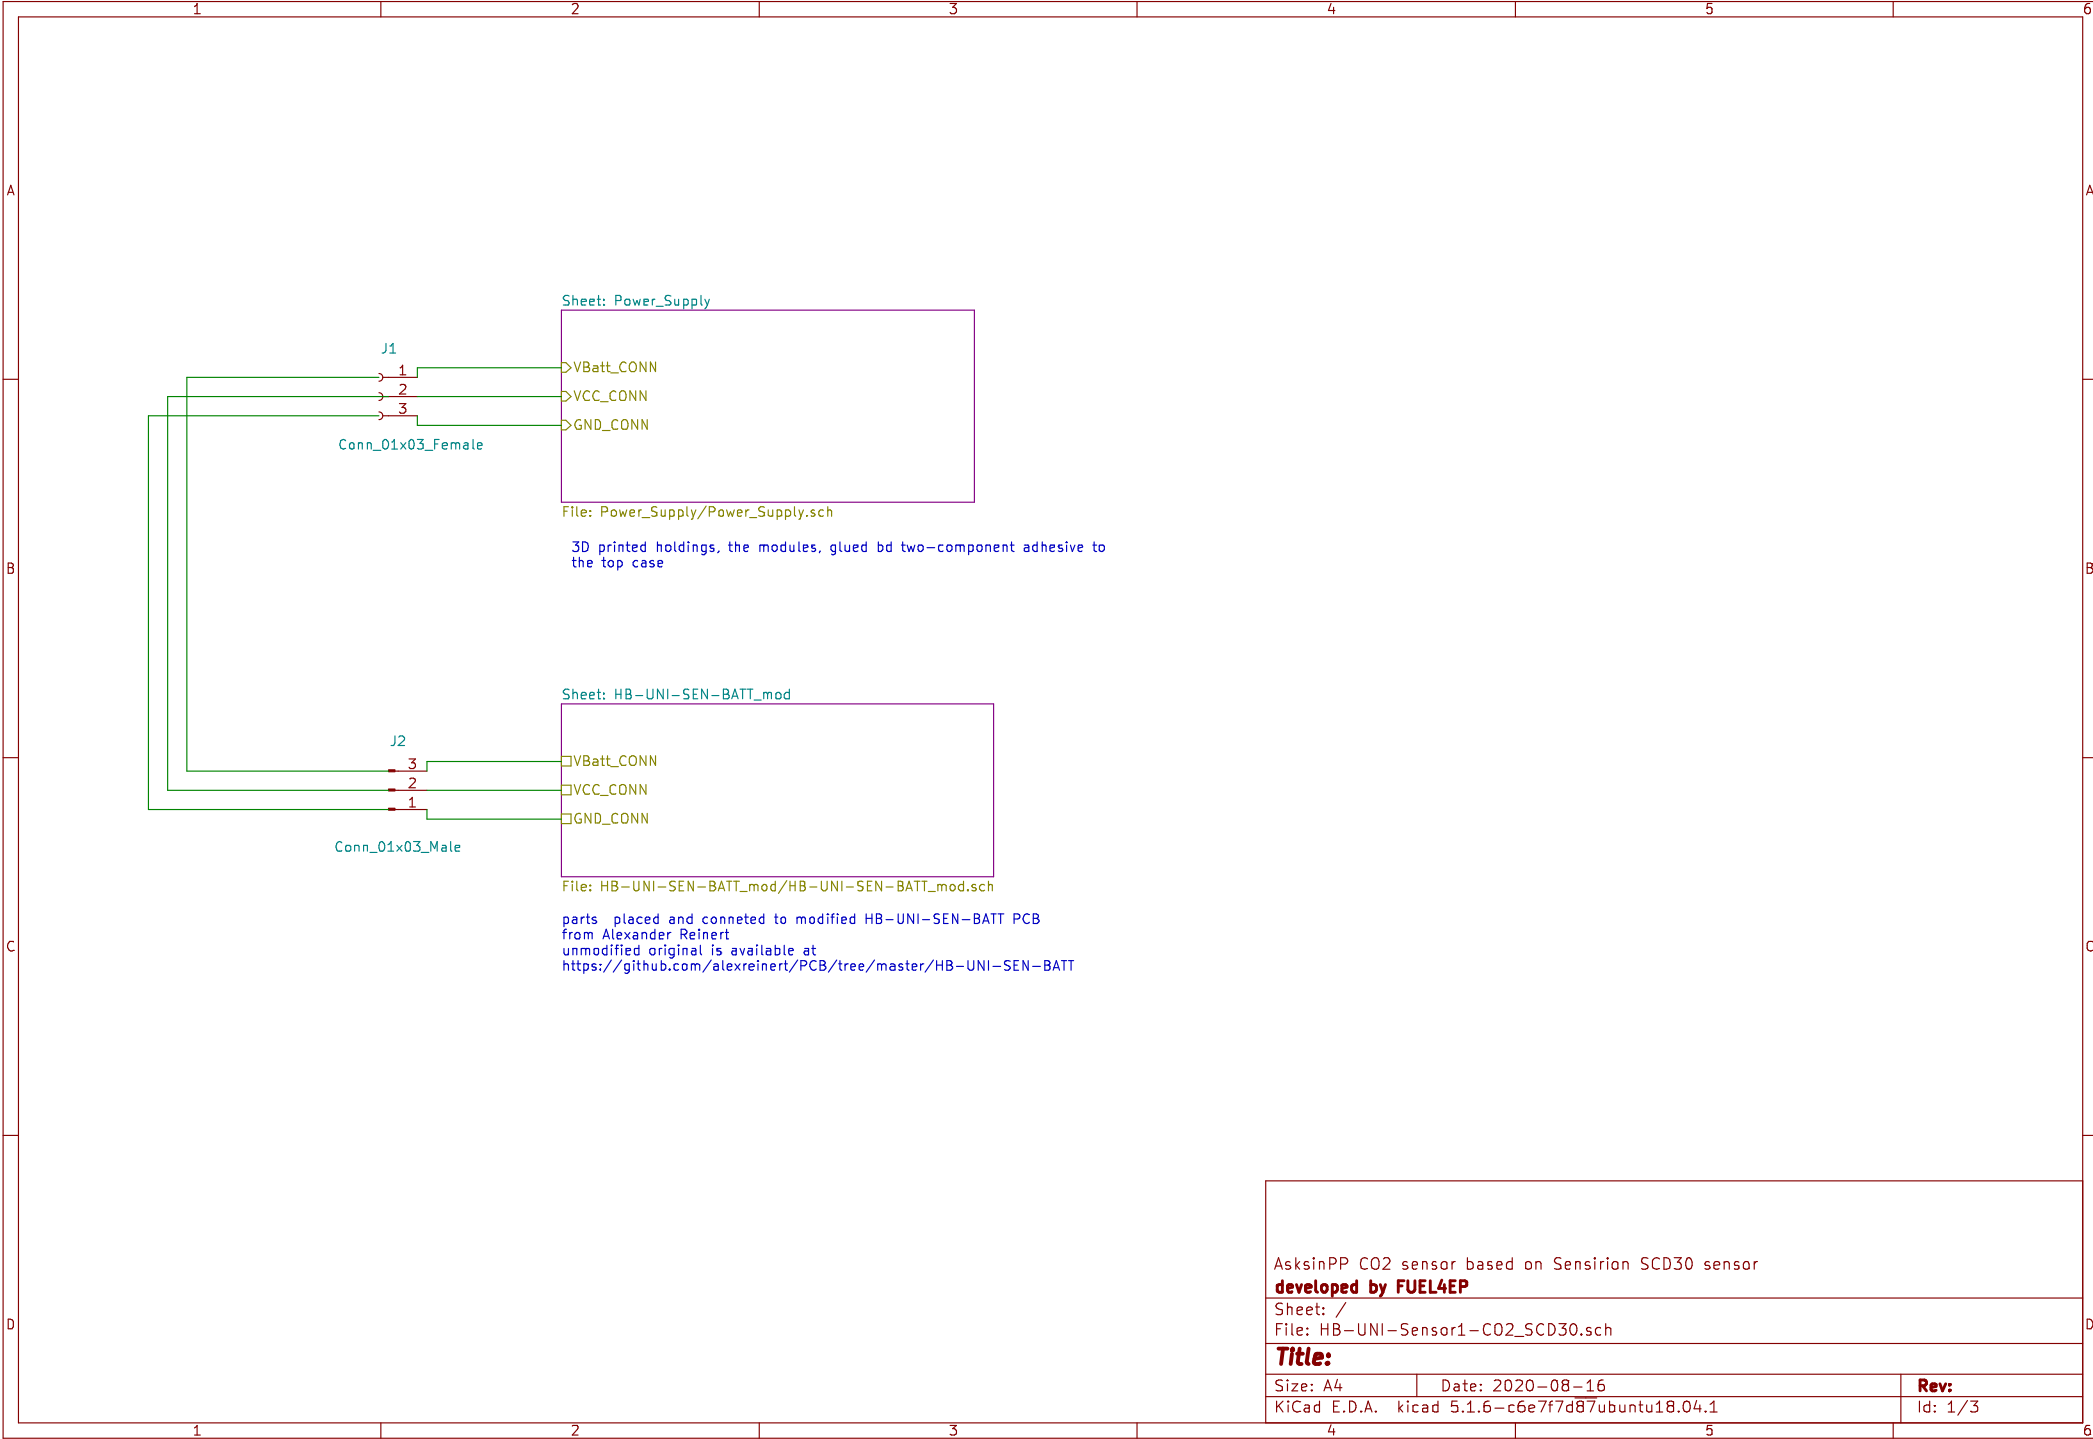 1 2 3 4 5 6
A A
Sheet: Power_Supply
J1
1
2
3
VBatt_CONN
VCC_CONN
GND_CONN
Conn_01x03_Female
File: Power_Supply/Power_Supply.sch
3D printed holdings, the modules, glued bd two-component adhesive to
the top case
B B
Sheet: HB-UNI-SEN-BATT_mod
J2
3
2
1
VBatt_CONN
VCC_CONN
GND_CONN
Conn_01x03_Male
File: HB-UNI-SEN-BATT_mod/HB-UNI-SEN-BATT_mod.sch
parts  placed and conneted to modified HB-UNI-SEN-BATT PCB
from Alexander Reinert
unmodified original is available at
https://github.com/alexreinert/PCB/tree/master/HB-UNI-SEN-BATT
C C
AsksinPP CO2 sensor based on Sensirion SCD30 sensor
developed by FUEL4EP
Sheet: /
File: HB-UNI-Sensor1-CO2_SCD30.sch
D D
Title:
Size: A4 Date: 2020-08-16 Rev:
KiCad E.D.A. kicad 5.1.6-c6e7f7d87ubuntu18.04.1 Id: 1/3
1 2 3 4 5 6